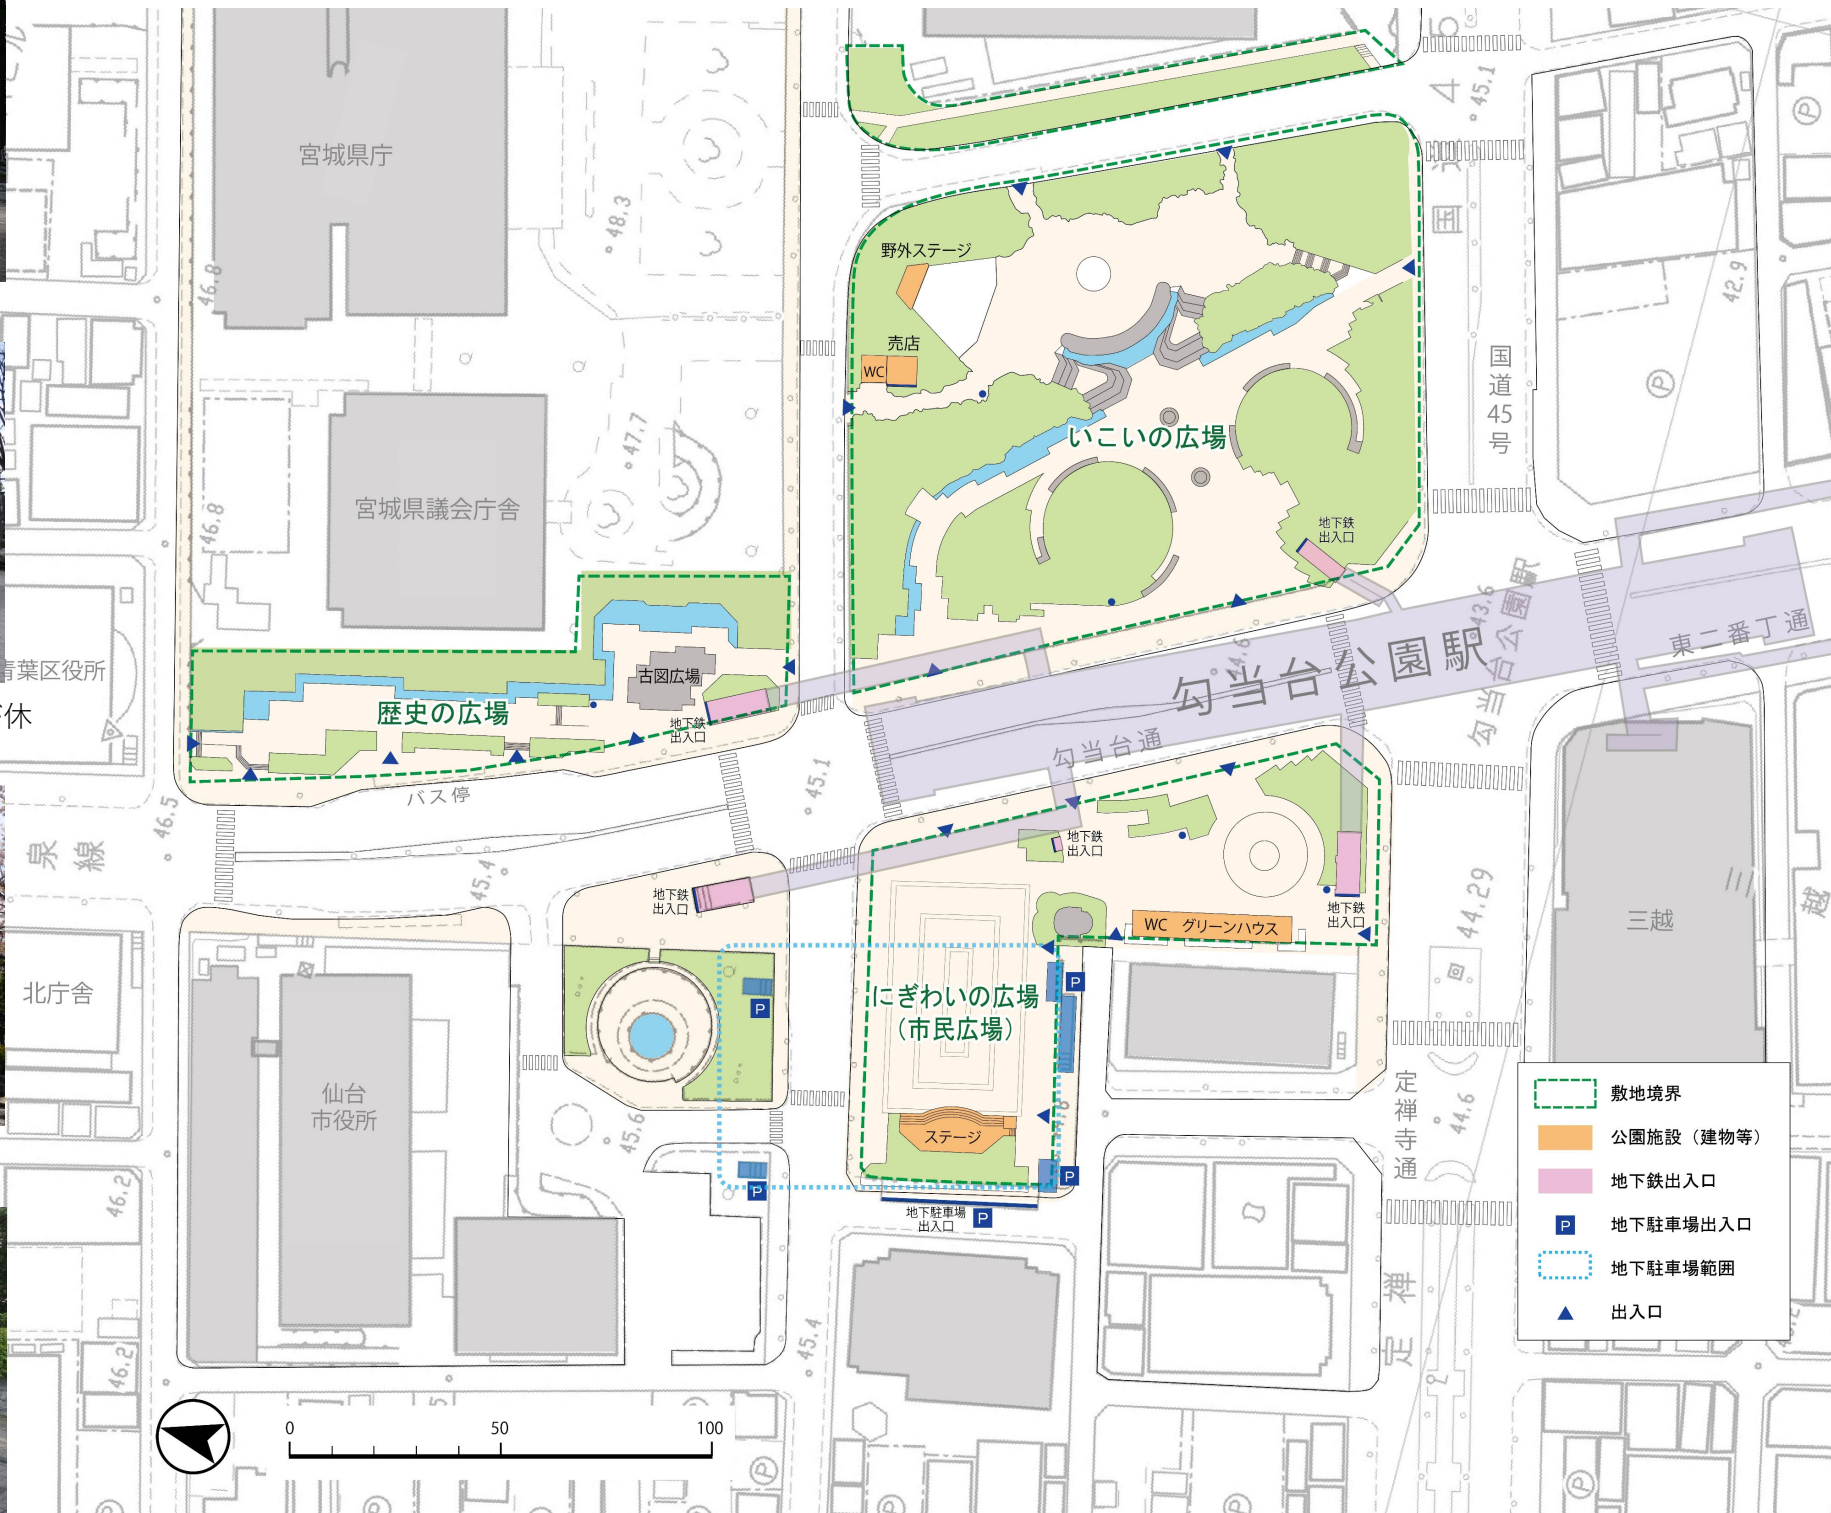 宮城県庁
46.8
48.3
国道4
45.1
42.9
野外ステージ
売店
WC
国道45号
いこいの広場
47.7
宮城県議会庁舎
46.8
地下鉄
出入口
43.6
勾当台公園駅
勾当台公園駅
東二番丁通
44.6
青葉区役所
休
古図広場
歴史の広場
地下鉄
出入口
勾当台通
バス停
45.1
46.5
泉線
45.4
地下鉄
出入口
地下鉄
出入口
地下鉄
出入口
WC グリーンハウス
44.29
三越
三越
北庁舎
P
P
にぎわいの広場
(市民広場)
仙台
市役所
45.6
ステージ
P
P
地下駐車場
出入口
P
定禅寺通
44.6
定禅
46.2
46.2
45.4
敷地境界
公園施設(建物等)
地下鉄出入口
P 地下駐車場出入口
地下駐車場範囲
出入口
0 50 100